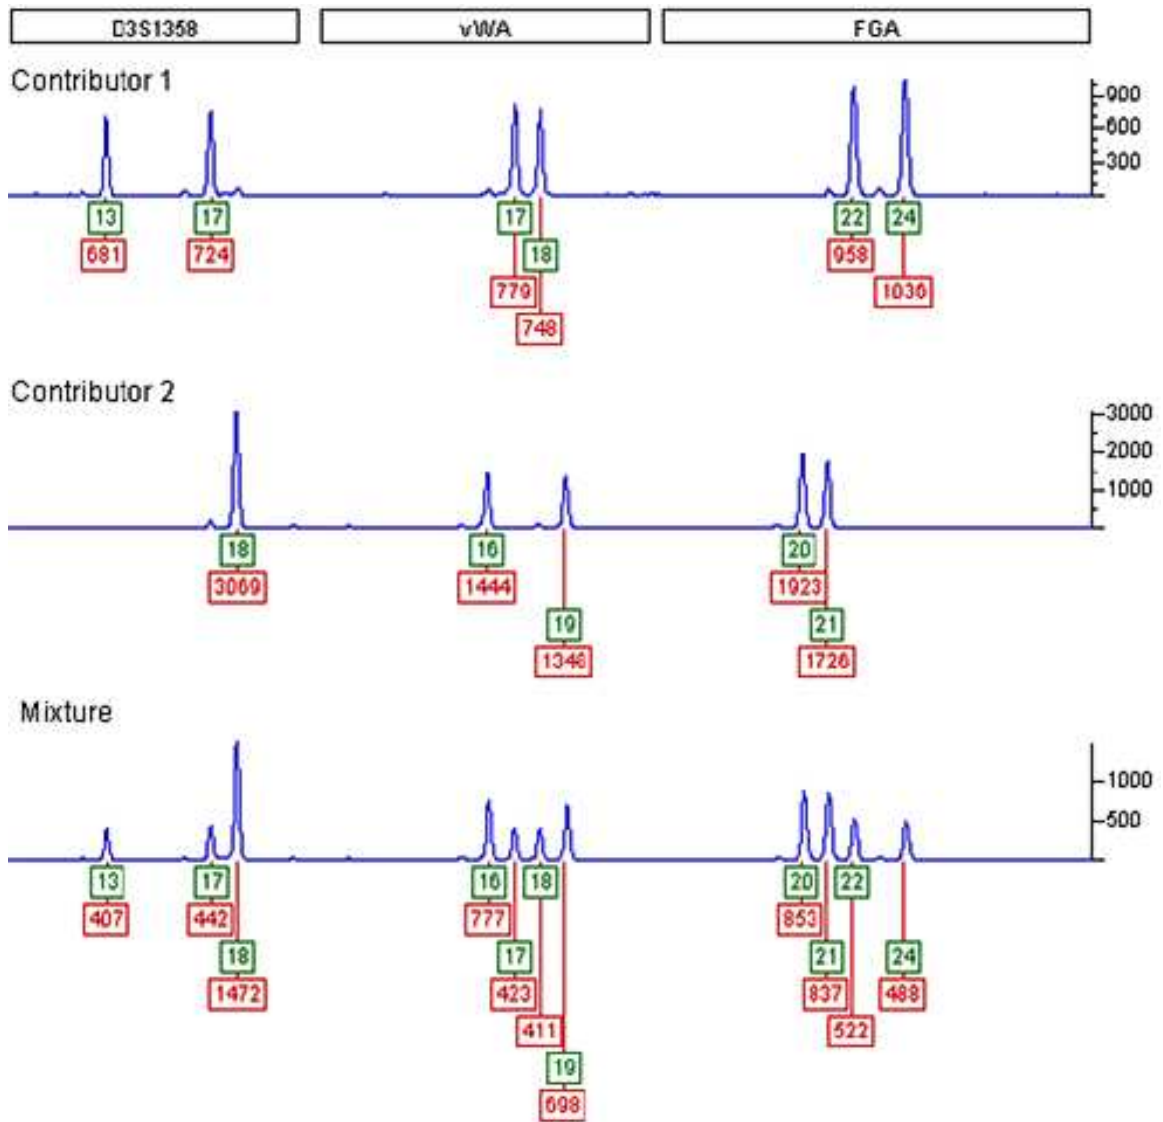 D3S1358 vWA FGA
Contributor 1
900
600
300
13 17 17 22 24
681 724 18 958
779 1036
748
Contributor 2
3000
2000
1000
18 16 20
3069 1444 1923
19 21
1346 1726
Mixture
1000
500
13 17 16 18 20 22
407 442 777 853
18 17 21 24
1472 423 837 488
411 522
19
698